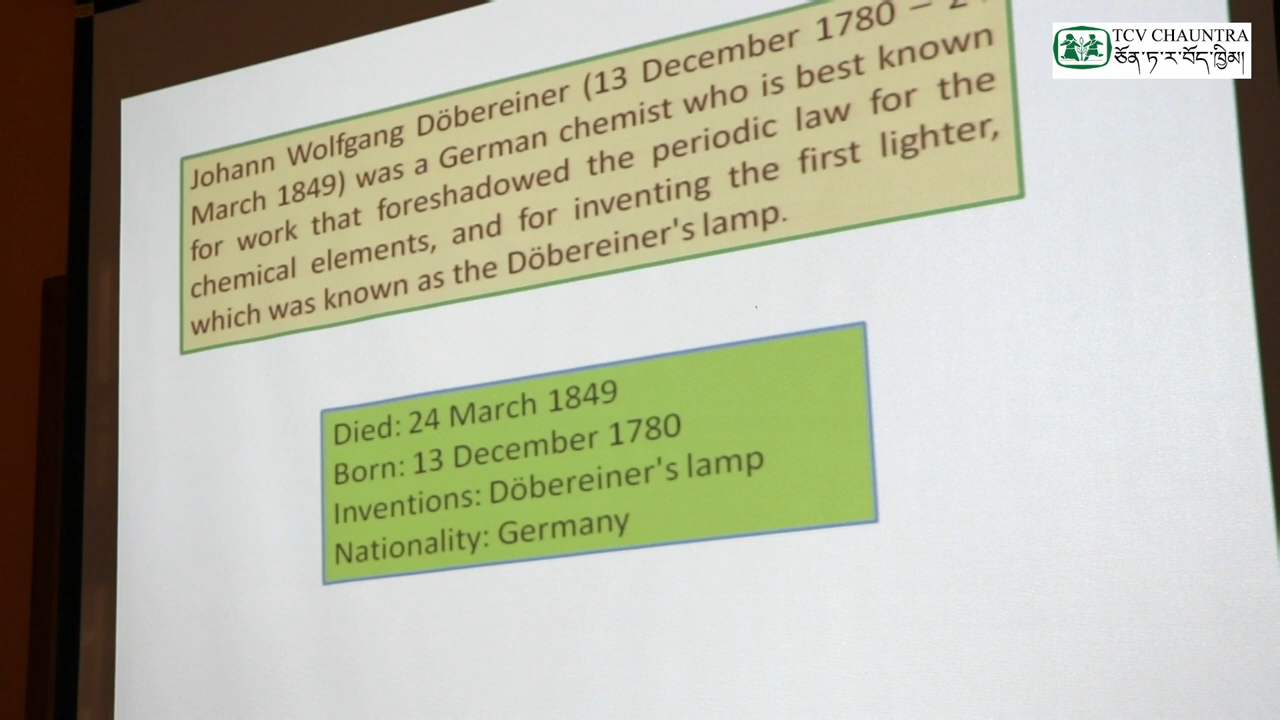 TCV CHAUNTRA
ཅོན་ཏ་ར་བོད་ཁྱིམ།
Johann Wolfgang Döbereiner (13 December 1780 –
March 1849) was a German chemist who is best known
for work that foreshadowed the periodic law for the
chemical elements, and for inventing the first lighter,
which was known as the Döbereiner's lamp.
Died: 24 March 1849
Born: 13 December 1780
Inventions: Döbereiner's lamp
Nationality: Germany